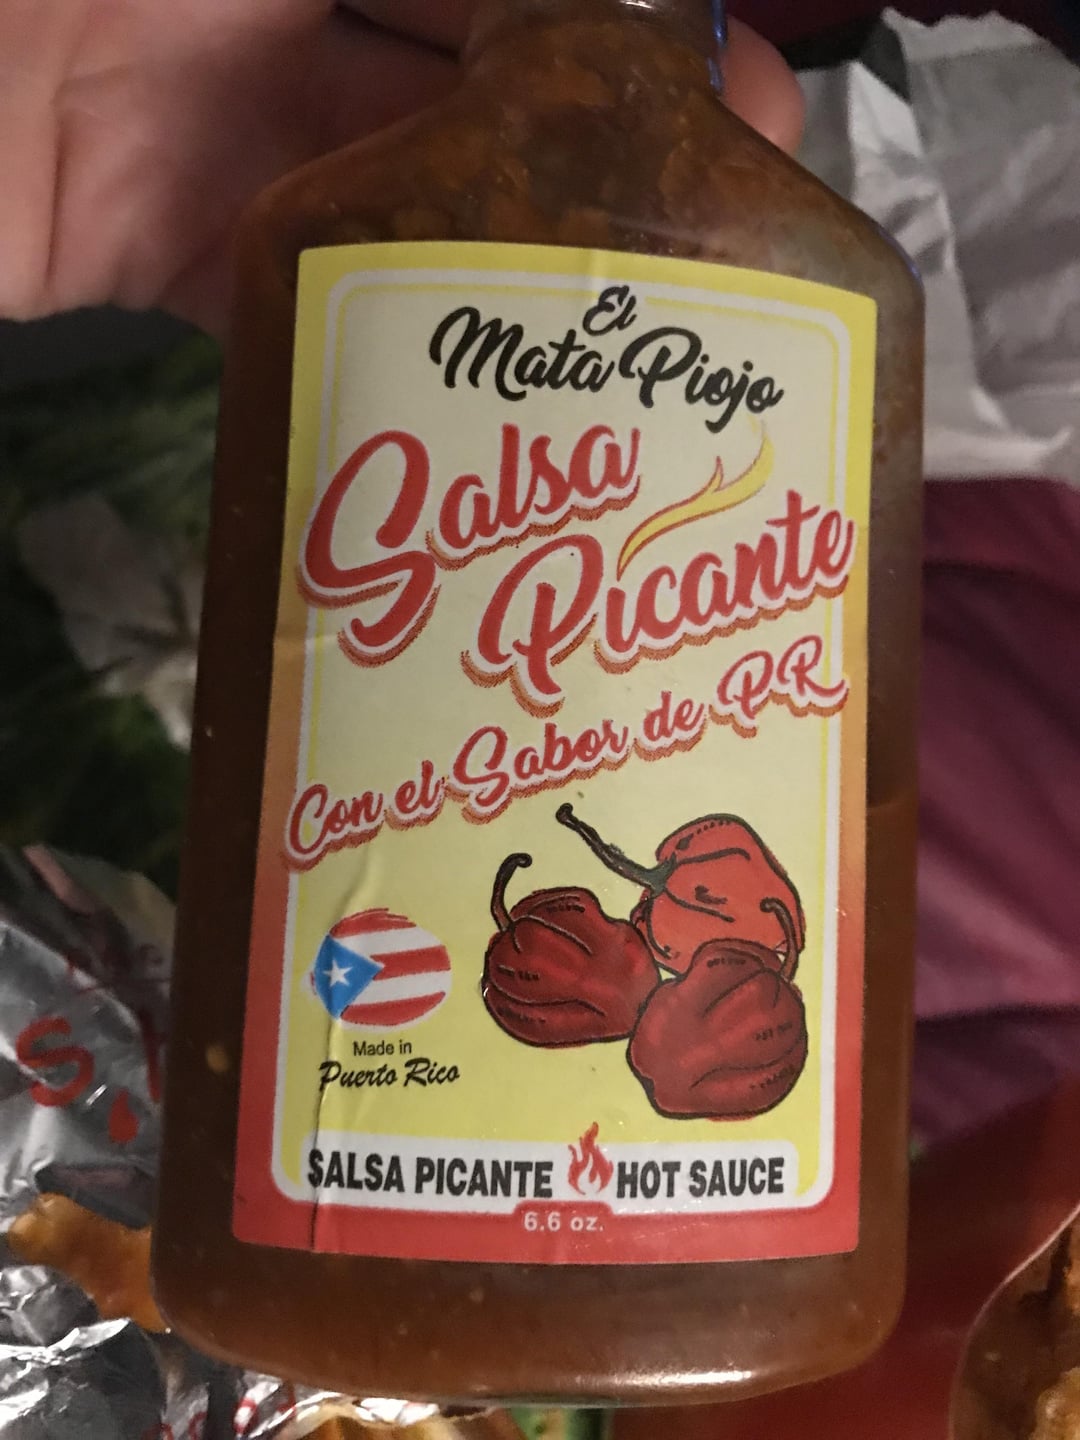 El
Mata Piojo
Salsa
Picante
Con el Sabor de PR
Made in
Puerto Rico
SALSA PICANTE HOT SAUCE
6.6 oz.